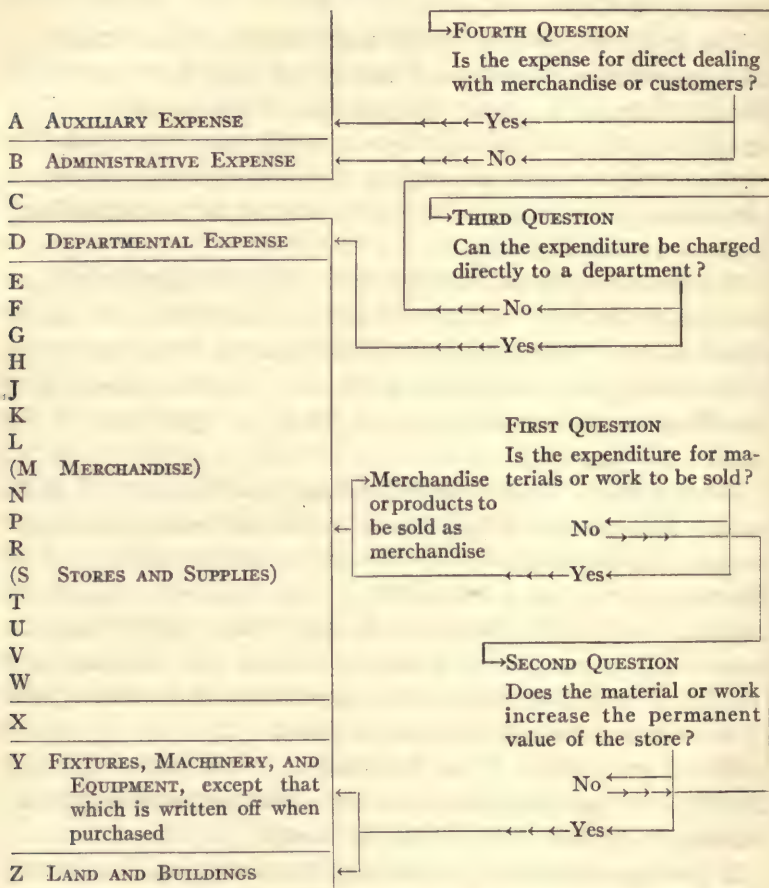 FOURTH QUESTION
Is the expense for direct dealing
with merchandise or customers?
A AUXILIARY EXPENSE
Yes
B ADMINISTRATIVE EXPENSE
No
C
THIRD QUESTION
D DEPARTMENTAL EXPENSE
Can the expenditure be charged
directly to a department?
E
F
No
G
Yes
H
J
K
FIRST QUESTION
L
Is the expenditure for ma-
(M MERCHANDISE)
Merchandise
terials or work to be sold?
N
or products to
P
be sold as
No
R
merchandise
(S STORES AND SUPPLIES)
Yes
T
U
V
SECOND QUESTION
W
Does the material or work
X
increase the permanent
value of the store?
Y FIXTURES, MACHINERY, AND
EQUIPMENT, except that
No
which is written off when
purchased
Yes
Z LAND AND BUILDINGS